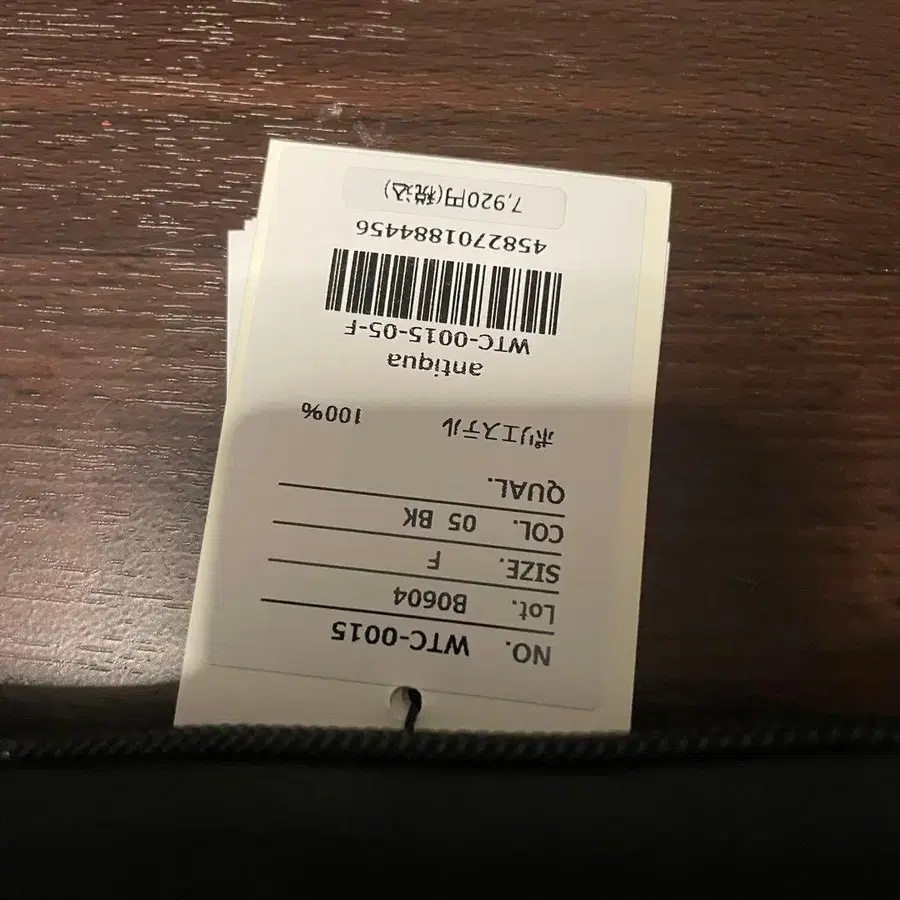 NO. WTC-0015
Lot. B0604
SIZE. F
COL. 05 BK
QUAL.
ポリエステル 100%
antiqua
WTC-0015-05-F
4582701884456
7,920円(税込)